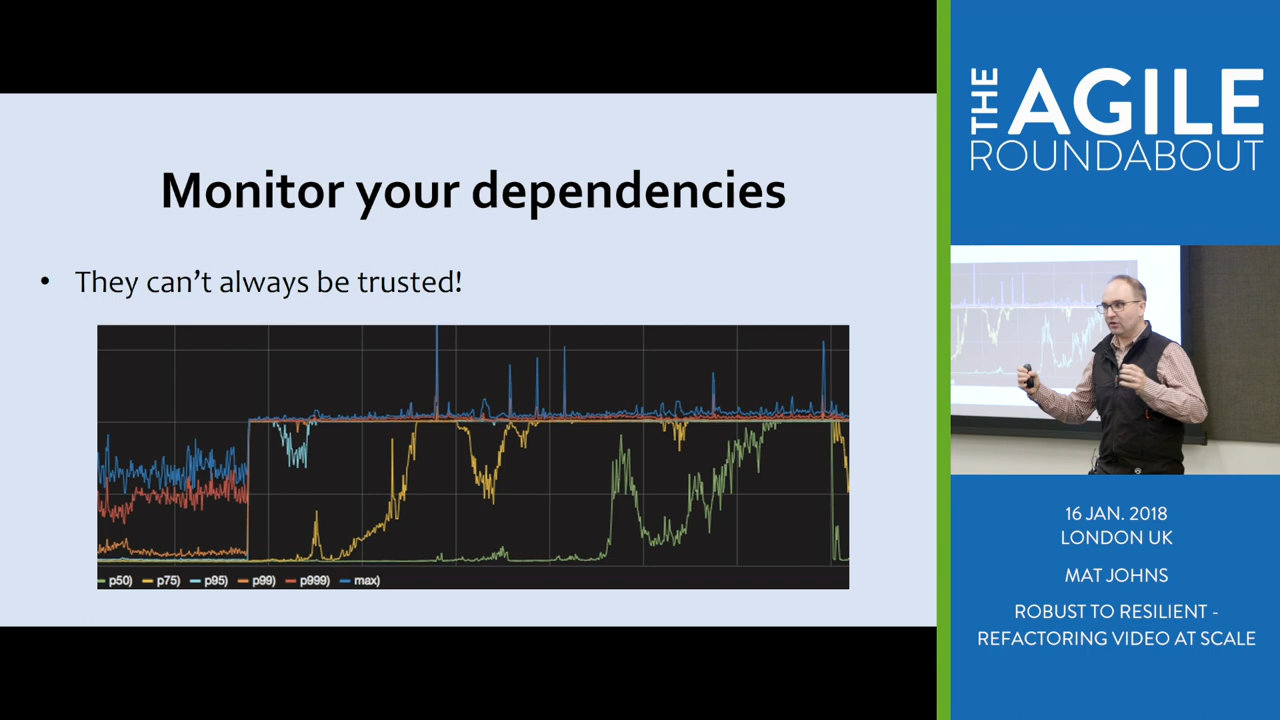 Monitor your dependencies
• They can’t always be trusted!
p50) p75) p95) p99) p999) max)
THE AGILE
ROUNDABOUT
16 JAN. 2018
LONDON UK
MAT JOHNS
ROBUST TO RESILIENT -
REFACTORING VIDEO AT SCALE